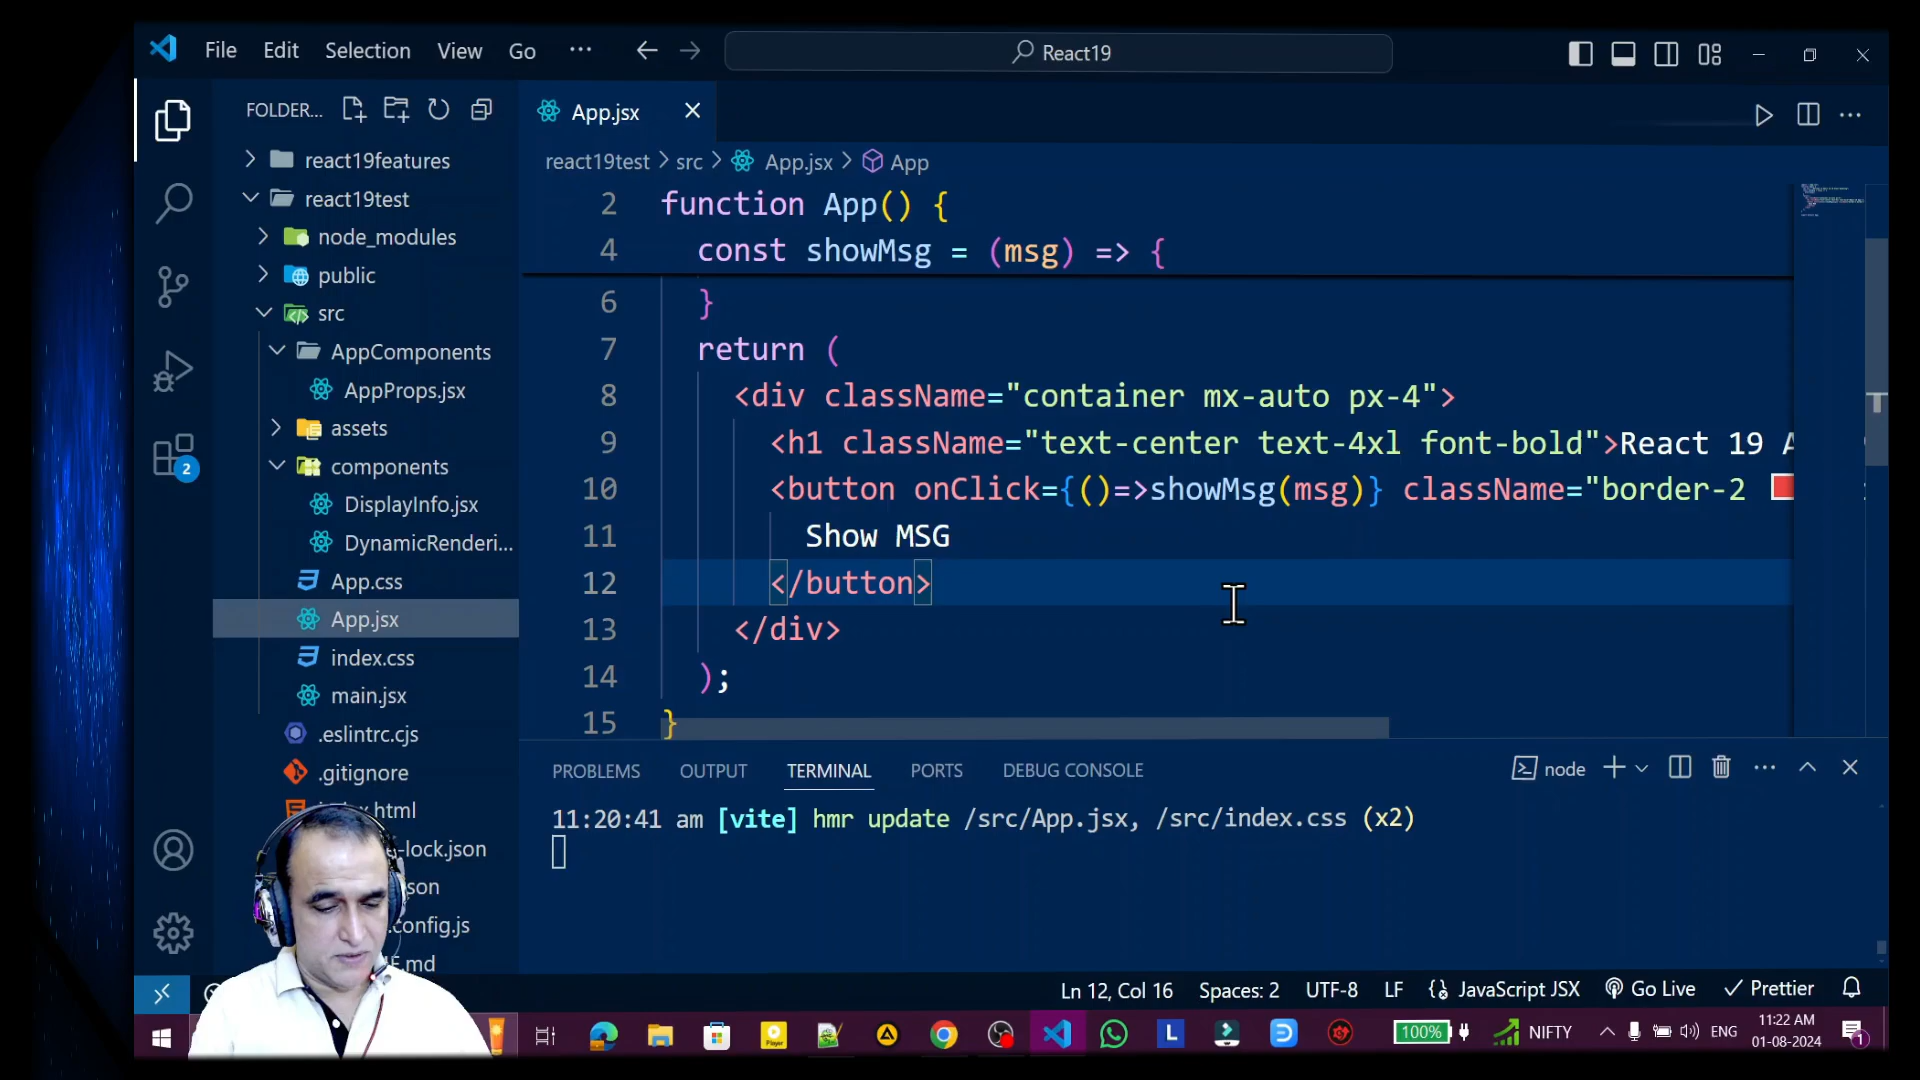 File Edit Selection View Go ··· React19
FOLDER... App.jsx
react19test > src > App.jsx > App
react19features
react19test
node_modules
public
src
AppComponents
AppProps.jsx
assets
components
DisplayInfo.jsx
DynamicRenderi...
App.css
App.jsx
index.css
main.jsx
.eslintrc.cjs
.gitignore
html
-lock.json
son
.config.js
.md
2
2 function App() {
4 const showMsg = (msg) => {
6 }
7 return (
8 <div className="container mx-auto px-4">
9 <h1 className="text-center text-4xl font-bold">React 19 A
10 <button onClick={()=>showMsg(msg)} className="border-2
11 Show MSG
12 </button>
13 </div>
14 );
15 }
PROBLEMS OUTPUT TERMINAL PORTS DEBUG CONSOLE node
11:20:41 am [vite] hmr update /src/App.jsx, /src/index.css (x2)
Ln 12, Col 16 Spaces: 2 UTF-8 LF JavaScript JSX Go Live Prettier
Player L 100% NIFTY ENG 11:22 AM
01-08-2024 1